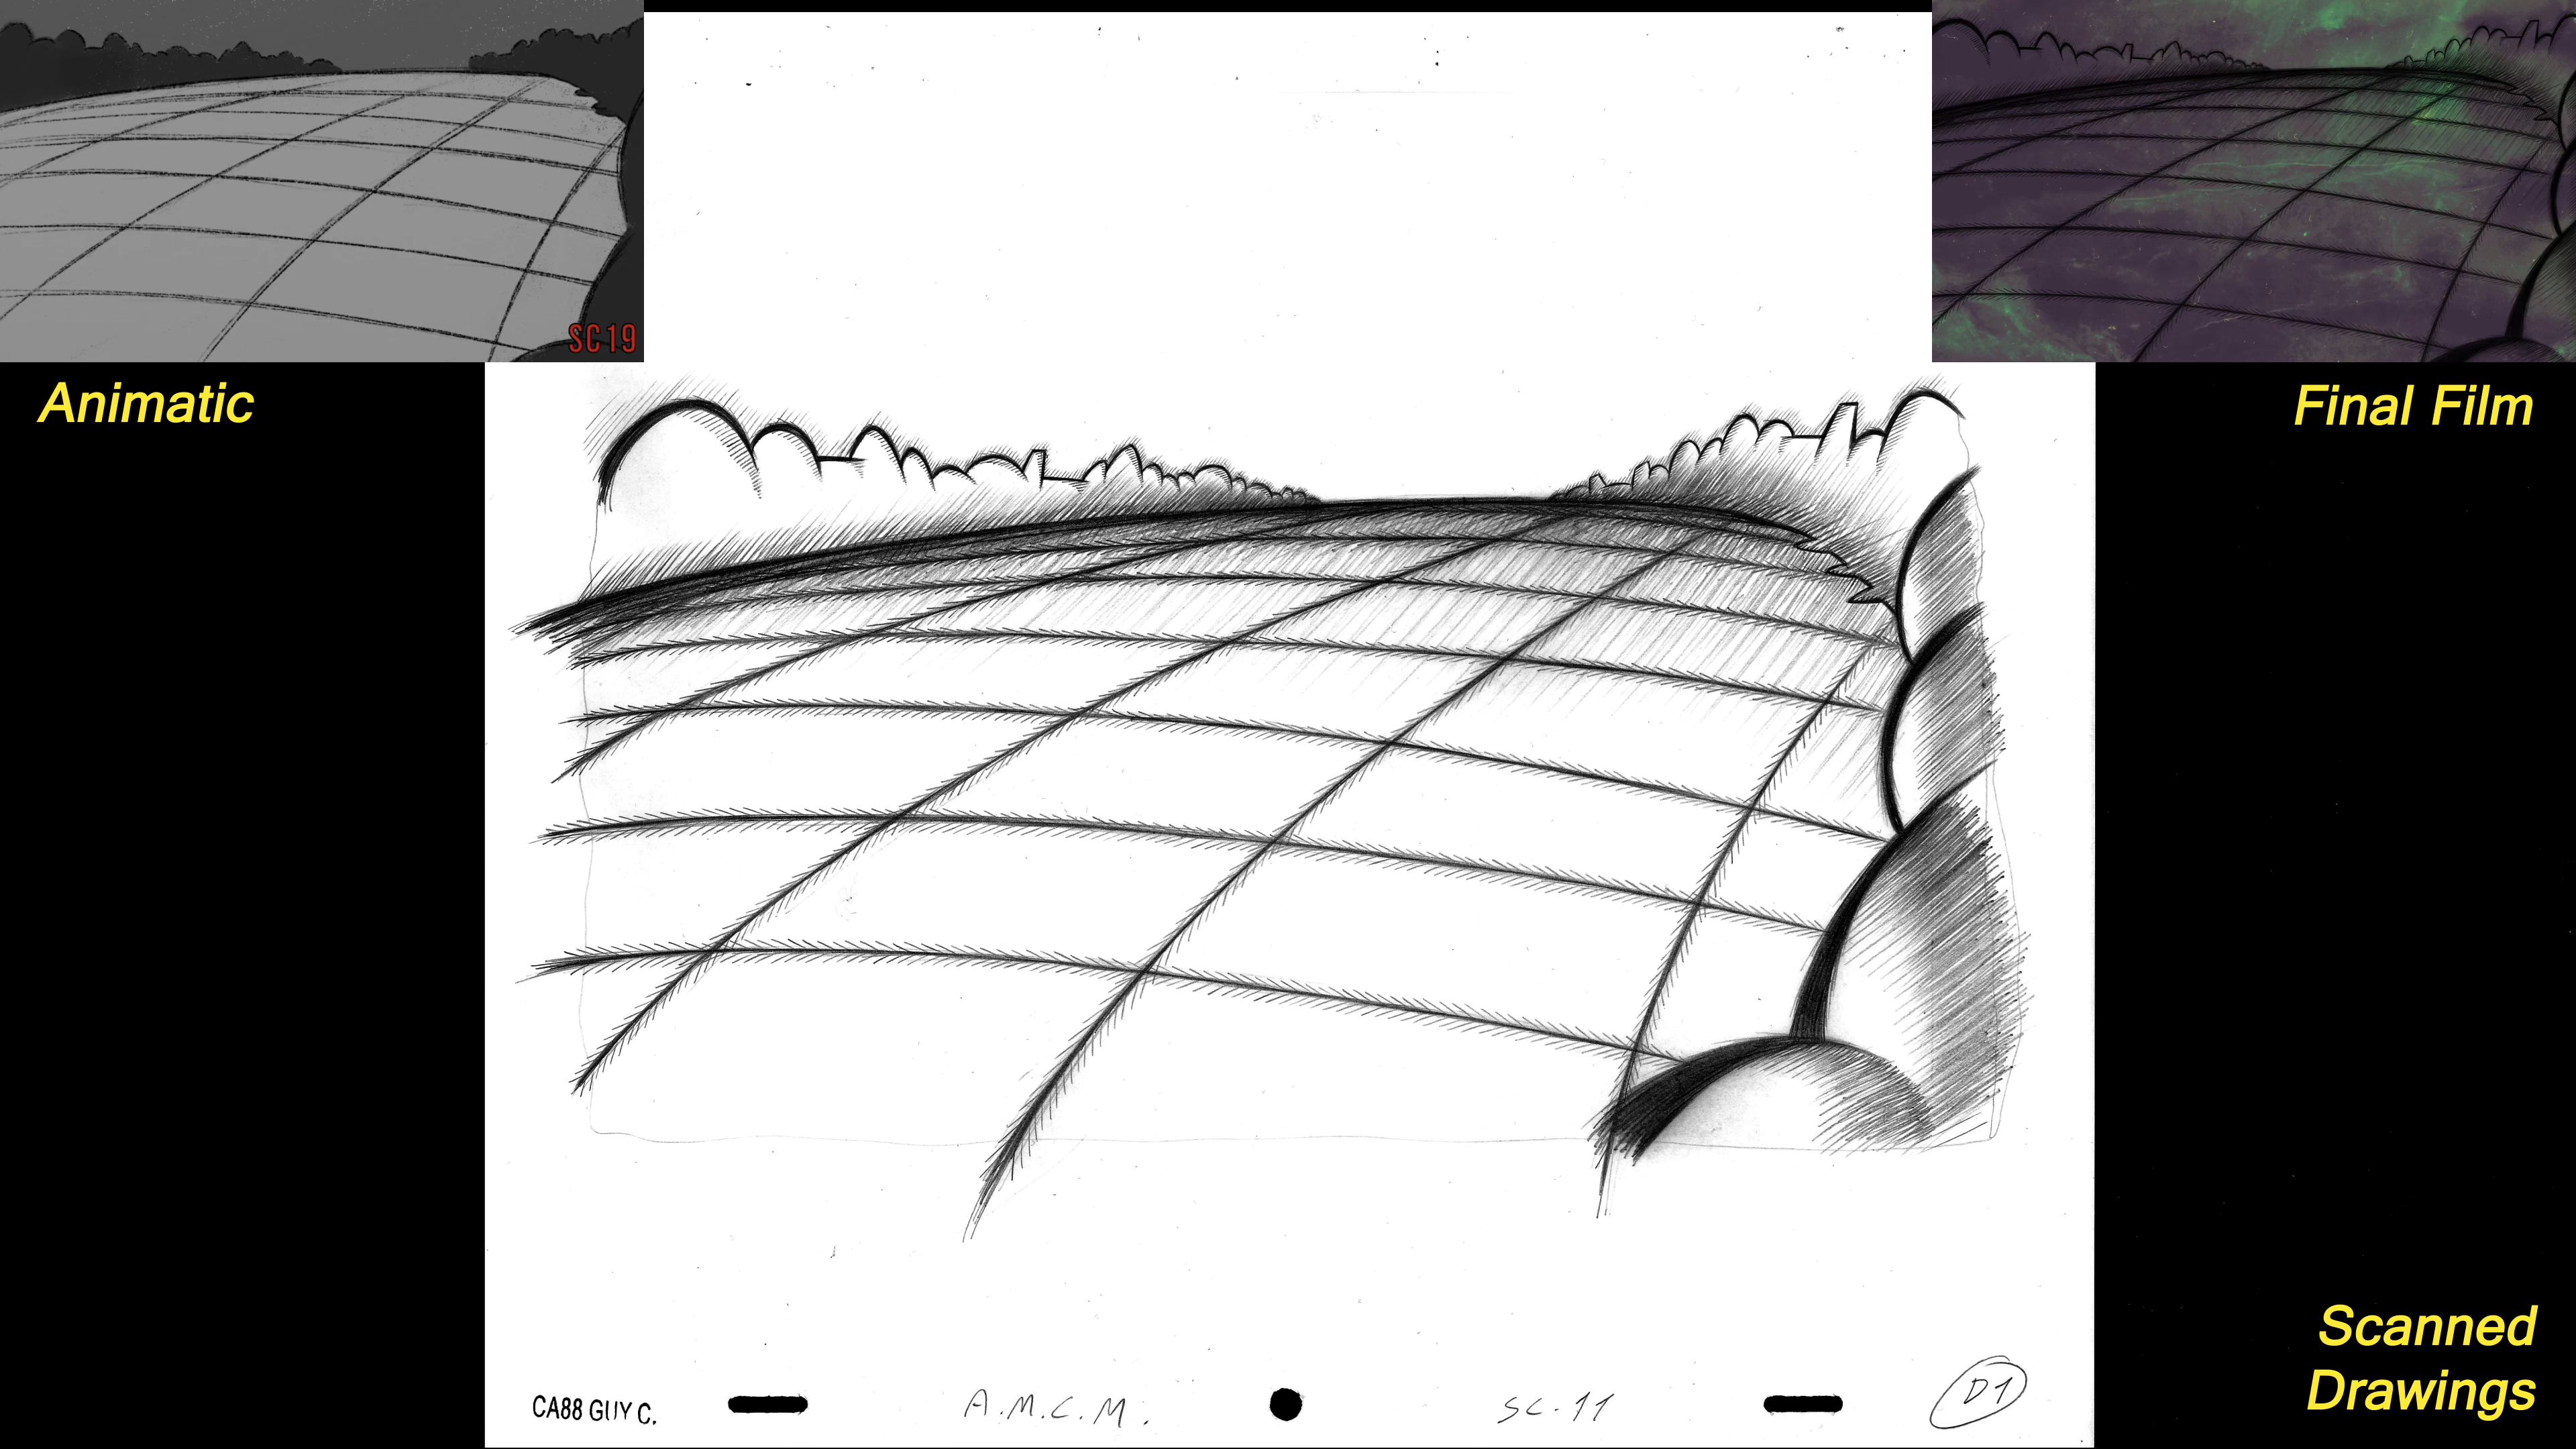 SC19
Animatic
Final Film
Scanned
Drawings
CA88 GUY C.
A.M.C.M.
SC-11
D1